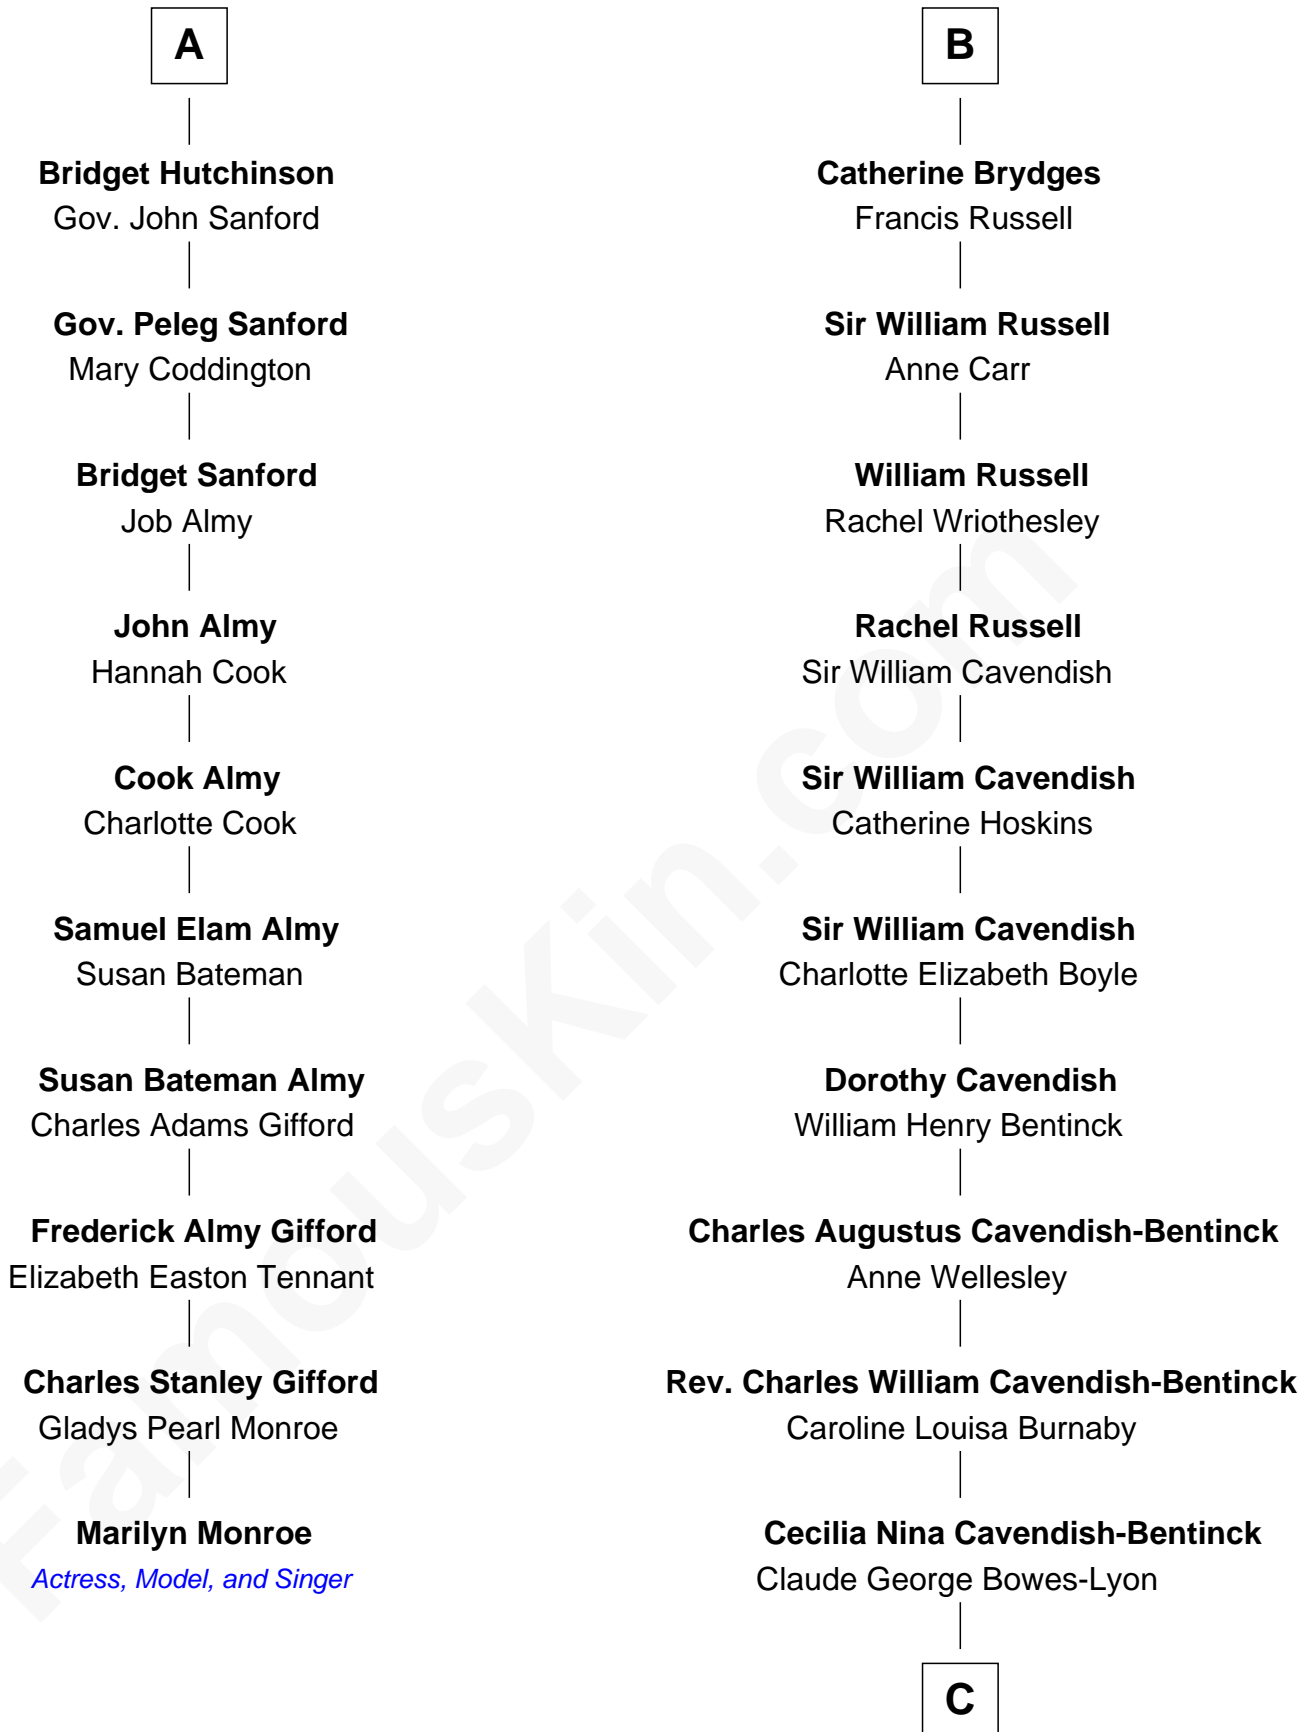 A
Bridget Hutchinson
Gov. John Sanford
Gov. Peleg Sanford
Mary Coddington
Bridget Sanford
Job Almy
John Almy
Hannah Cook
Cook Almy
Charlotte Cook
Samuel Elam Almy
Susan Bateman
Susan Bateman Almy
Charles Adams Gifford
Frederick Almy Gifford
Elizabeth Easton Tennant
Charles Stanley Gifford
Gladys Pearl Monroe
Marilyn Monroe
Actress, Model, and Singer
B
Catherine Brydges
Francis Russell
Sir William Russell
Anne Carr
William Russell
Rachel Wriothesley
Rachel Russell
Sir William Cavendish
Sir William Cavendish
Catherine Hoskins
Sir William Cavendish
Charlotte Elizabeth Boyle
Dorothy Cavendish
William Henry Bentinck
Charles Augustus Cavendish-Bentinck
Anne Wellesley
Rev. Charles William Cavendish-Bentinck
Caroline Louisa Burnaby
Cecilia Nina Cavendish-Bentinck
Claude George Bowes-Lyon
C
FamousKin.com